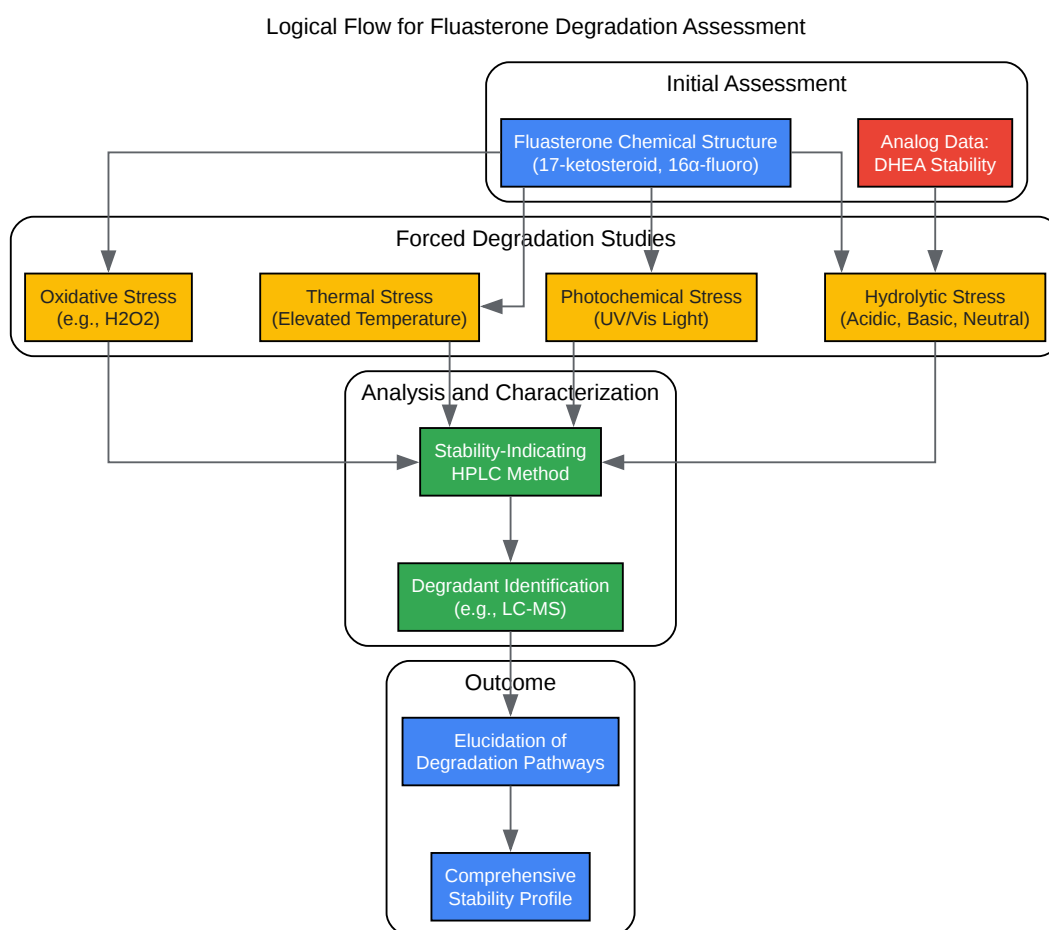 Logical Flow for Fluasterone Degradation Assessment
Initial Assessment
Fluasterone Chemical Structure
(17-ketosteroid, 16α-fluoro)
Analog Data:
DHEA Stability
Forced Degradation Studies
Oxidative Stress
(e.g., H2O2)
Thermal Stress
(Elevated Temperature)
Photochemical Stress
(UV/Vis Light)
Hydrolytic Stress
(Acidic, Basic, Neutral)
Analysis and Characterization
Stability-Indicating
HPLC Method
Degradant Identification
(e.g., LC-MS)
Outcome
Elucidation of
Degradation Pathways
Comprehensive
Stability Profile